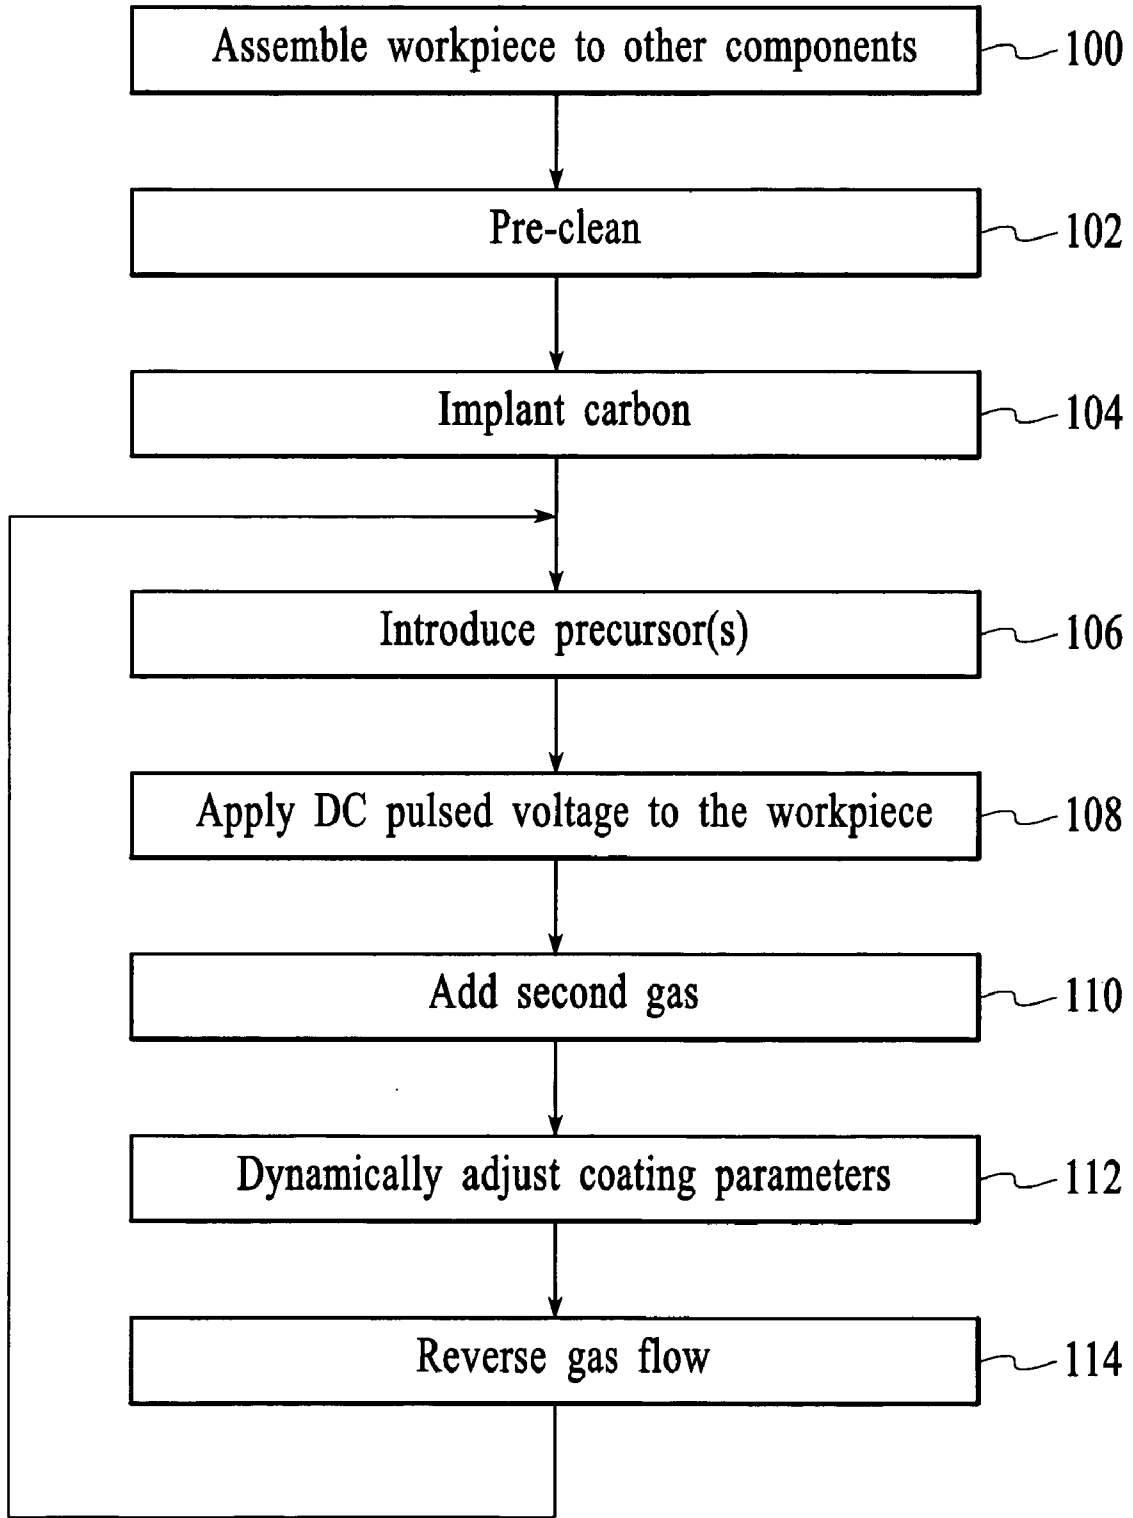 Assemble workpiece to other components 100
Pre-clean 102
Implant carbon 104
Introduce precursor(s) 106
Apply DC pulsed voltage to the workpiece 108
Add second gas 110
Dynamically adjust coating parameters 112
Reverse gas flow 114